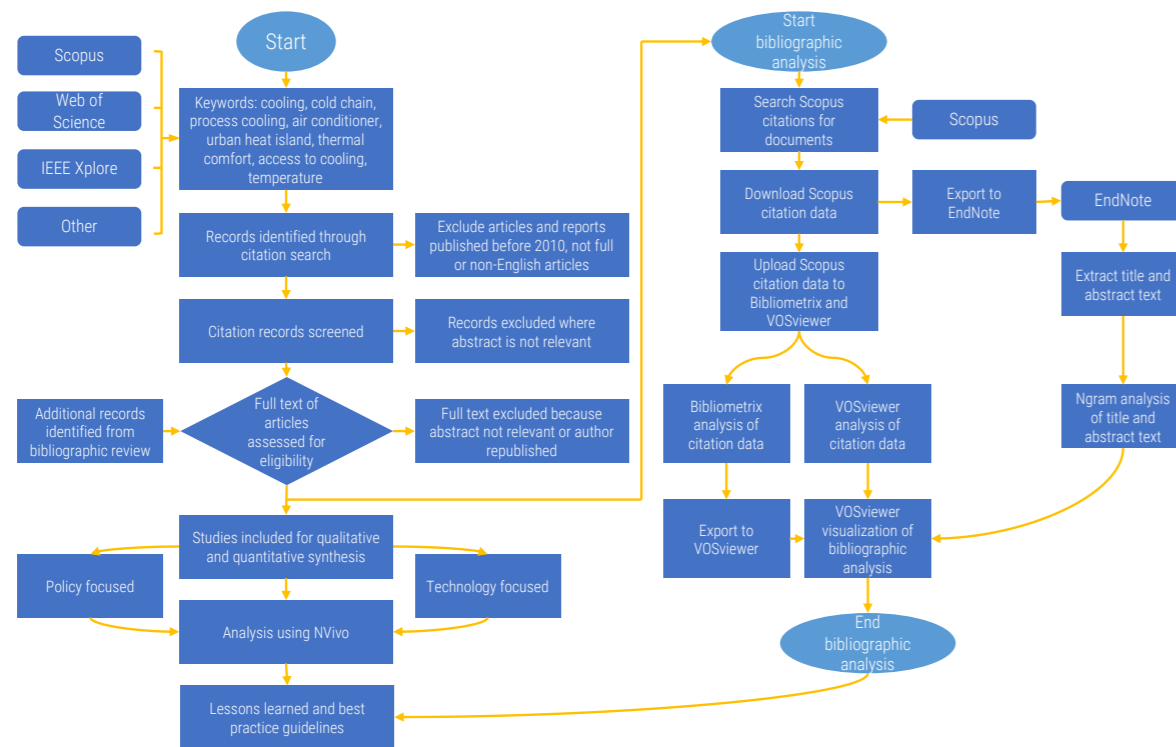 Start
Scopus
Web of
Science
IEEE Xplore
Other
Keywords: cooling, cold chain,
process cooling, air conditioner,
urban heat island, thermal
comfort, access to cooling,
temperature
Records identified through
citation search
Exclude articles and reports
published before 2010, not full
or non-English articles
Citation records screened
Records excluded where
abstract is not relevant
Additional records
identified from
bibliographic review
Full text of
articles
assessed for
eligibility
Full text excluded because
abstract not relevant or author
republished
Studies included for qualitative
and quantitative synthesis
Policy focused
Technology focused
Analysis using NVivo
Lessons learned and best
practice guidelines
Start
bibliographic
analysis
Search Scopus
citations for
documents
Scopus
Download Scopus
citation data
Export to
EndNote
EndNote
Upload Scopus
citation data to
Bibliometrix and
VOSviewer
Extract title and
abstract text
Bibliometrix
analysis of
citation data
VOSviewer
analysis of
citation data
Ngram analysis
of title and
abstract text
Export to
VOSviewer
VOSviewer
visualization of
bibliographic
analysis
End
bibliographic
analysis